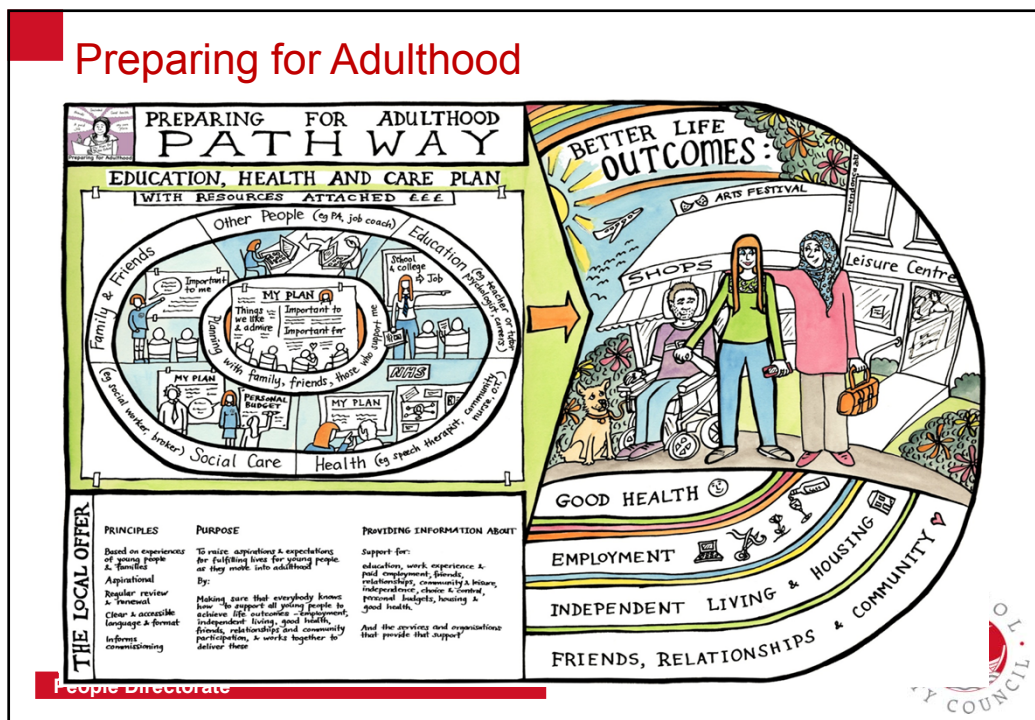 Preparing for Adulthood
Preparing for Adulthood
PREPARING FOR ADULTHOOD
PATHWAY
EDUCATION, HEALTH AND CARE PLAN
WITH RESOURCES ATTACHED £££
Family & Friends
Other People (eg PA, job coach)
Education (eg teacher or tutor
psychologist, careers)
Important
to me
School
& college
⇨ Job
MY PLAN
Things
we like
& admire
Important to
Important for
Planning with family, friends, those who support me
MY PLAN
PERSONAL
BUDGET
MY PLAN
NHS
Social Care
(eg social worker, broker)
Health (eg speech therapist, community
nurse, O.T.)
BETTER LIFE
OUTCOMES:
ARTS FESTIVAL
SHOPS
Leisure Centre
GOOD HEALTH
EMPLOYMENT
INDEPENDENT LIVING & HOUSING
FRIENDS, RELATIONSHIPS & COMMUNITY
THE LOCAL OFFER
PRINCIPLES
Based on experiences
of young people
& families
Aspirational
Regular review
& renewal
Clear & accessible
language & format
Informs
commissioning
PURPOSE
To raise aspirations & expectations
for fulfilling lives for young people
as they move into adulthood
By:
Making sure that everybody knows
how to support all young people to
achieve life outcomes - employment,
independent living, good health,
friends, relationships and community
participation, & works together to
deliver these
PROVIDING INFORMATION ABOUT
Support for:
education, work experience &
paid employment, friends,
relationships, community & leisure,
independence, choice & control,
personal budgets, housing &
good health.
And the services and organisations
that provide that support
People Directorate
COUNCIL